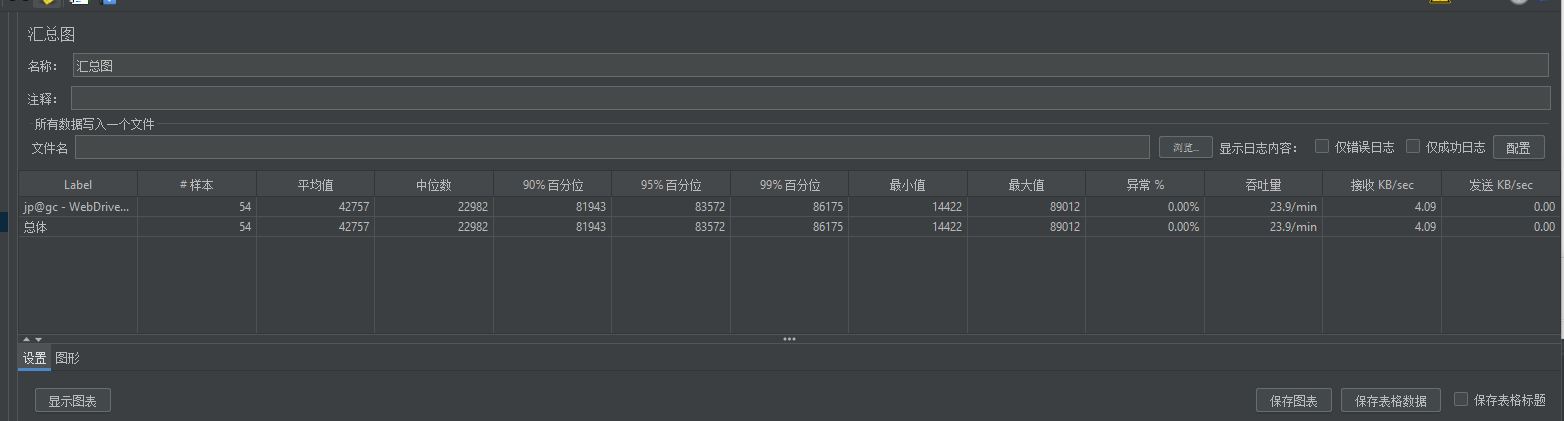 汇总图
名称： 汇总图
注释：
所有数据写入一个文件
文件名 浏览... 显示日志内容： 仅错误日志 仅成功日志 配置
Label # 样本 平均值 中位数 90% 百分位 95% 百分位 99% 百分位 最小值 最大值 异常 % 吞吐量 接收 KB/sec 发送 KB/sec
jp@gc - WebDrive... 54 42757 22982 81943 83572 86175 14422 89012 0.00% 23.9/min 4.09 0.00
总体 54 42757 22982 81943 83572 86175 14422 89012 0.00% 23.9/min 4.09 0.00
设置 图形
显示图表 保存图表 保存表格数据 保存表格标题